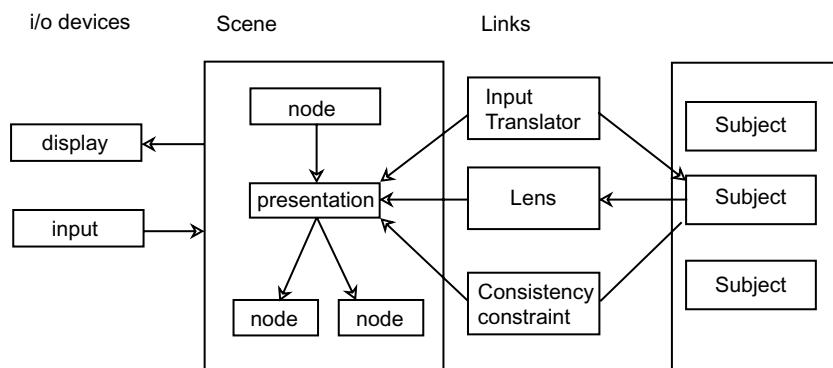 i/o devices
Scene
Links
node
Input
Translator
Subject
display
presentation
Lens
Subject
input
node
node
Consistency
constraint
Subject